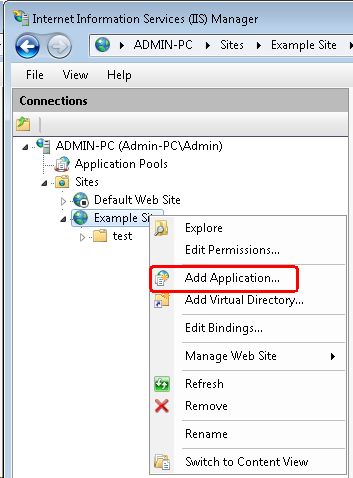 Internet Information Services (IIS) Manager
ADMIN-PC Sites Example Site
File View Help
Connections
ADMIN-PC (Admin-PC\Admin)
Application Pools
Sites
Default Web Site
Example Sit
test
Explore
Edit Permissions...
Add Application...
Add Virtual Directory...
Edit Bindings...
Manage Web Site
Refresh
Remove
Rename
Switch to Content View